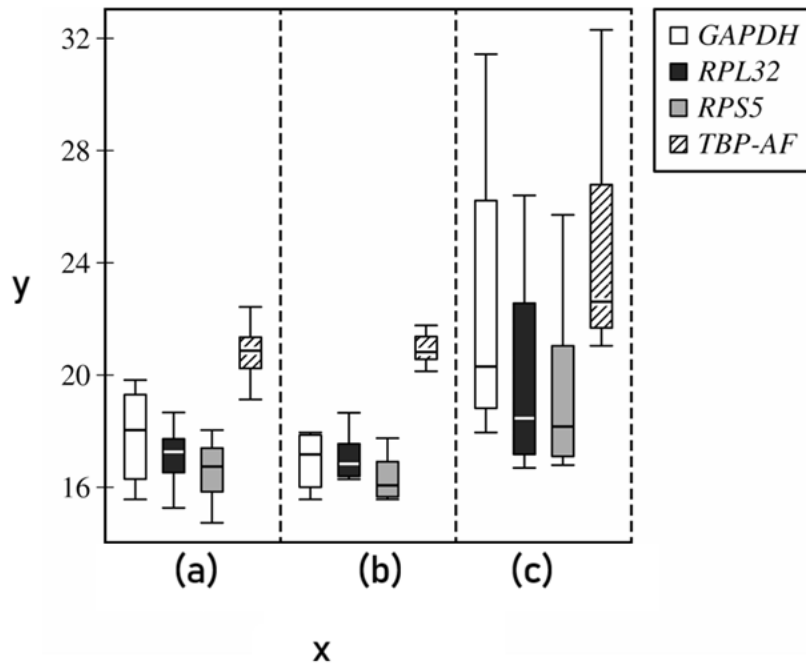 32
28
24
20
16
y
(a) (b) (c)
x
GAPDH
RPL32
RPS5
TBP-AF